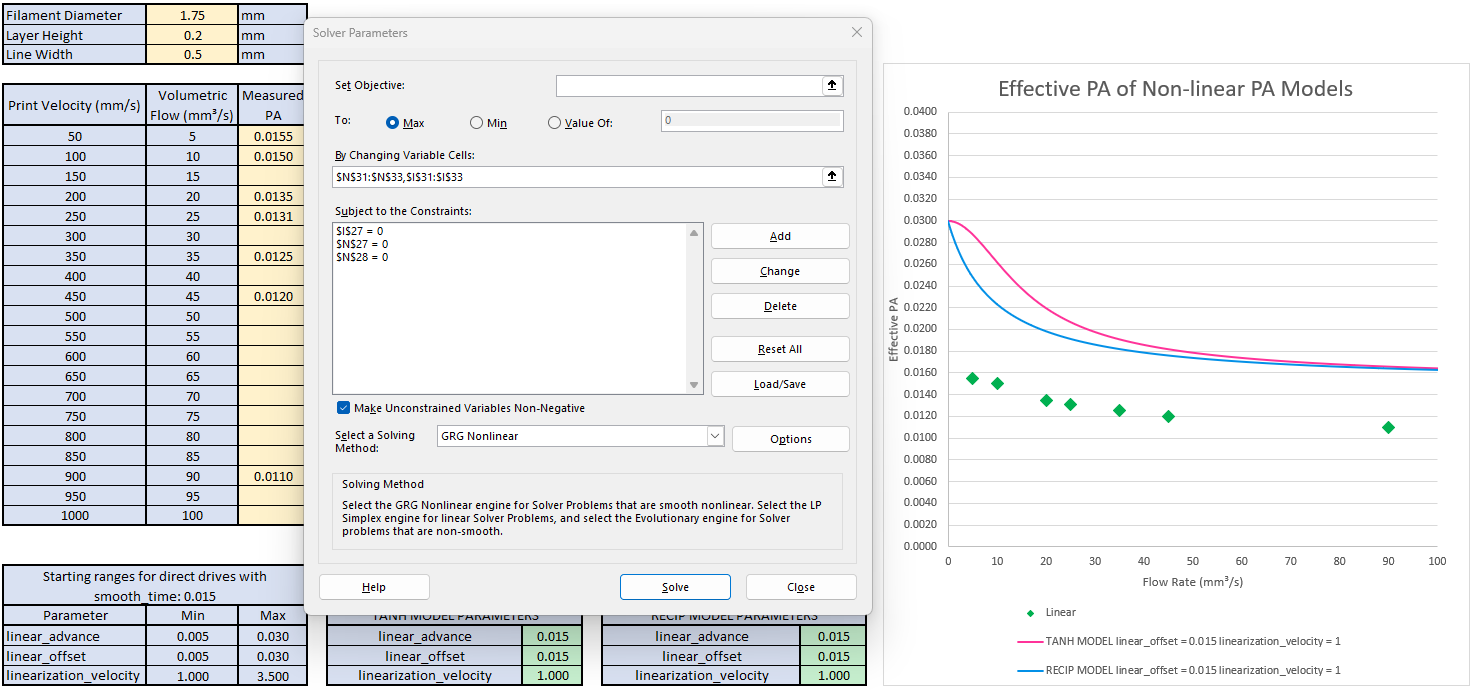 Filament Diameter 1.75 mm
Layer Height 0.2 mm
Line Width 0.5 mm
Print Velocity (mm/s) Volumetric Flow (mm³/s) Measured PA
50 5 0.0155
100 10 0.0150
150 15
200 20 0.0135
250 25 0.0131
300 30
350 35 0.0125
400 40
450 45 0.0120
500 50
550 55
600 60
650 65
700 70
750 75
800 80
850 85
900 90 0.0110
950 95
1000 100
Starting ranges for direct drives with
smooth_time: 0.015
Parameter Min Max
linear_advance 0.005 0.030
linear_offset 0.005 0.030
linearization_velocity 1.000 3.500
Solver Parameters
Set Objective:
To: Max Min Value Of: 0
By Changing Variable Cells:
$N$31:$N$33,$I$31:$I$33
Subject to the Constraints:
$I$27 = 0
$N$27 = 0
$N$28 = 0
Add
Change
Delete
Reset All
Load/Save
Make Unconstrained Variables Non-Negative
Select a Solving
Method:
GRG Nonlinear
Options
Solving Method
Select the GRG Nonlinear engine for Solver Problems that are smooth nonlinear. Select the LP
Simplex engine for linear Solver Problems, and select the Evolutionary engine for Solver
problems that are non-smooth.
Help Solve Close
TANH MODEL PARAMETERS
linear_advance 0.015
linear_offset 0.015
linearization_velocity 1.000
RECIP MODEL PARAMETERS
linear_advance 0.015
linear_offset 0.015
linearization_velocity 1.000
Effective PA of Non-linear PA Models
Effective PA
0.0400
0.0380
0.0360
0.0340
0.0320
0.0300
0.0280
0.0260
0.0240
0.0220
0.0200
0.0180
0.0160
0.0140
0.0120
0.0100
0.0080
0.0060
0.0040
0.0020
0.0000
0 10 20 30 40 50 60 70 80 90 100
Flow Rate (mm³/s)
Linear
TANH MODEL linear_offset = 0.015 linearization_velocity = 1
RECIP MODEL linear_offset = 0.015 linearization_velocity = 1